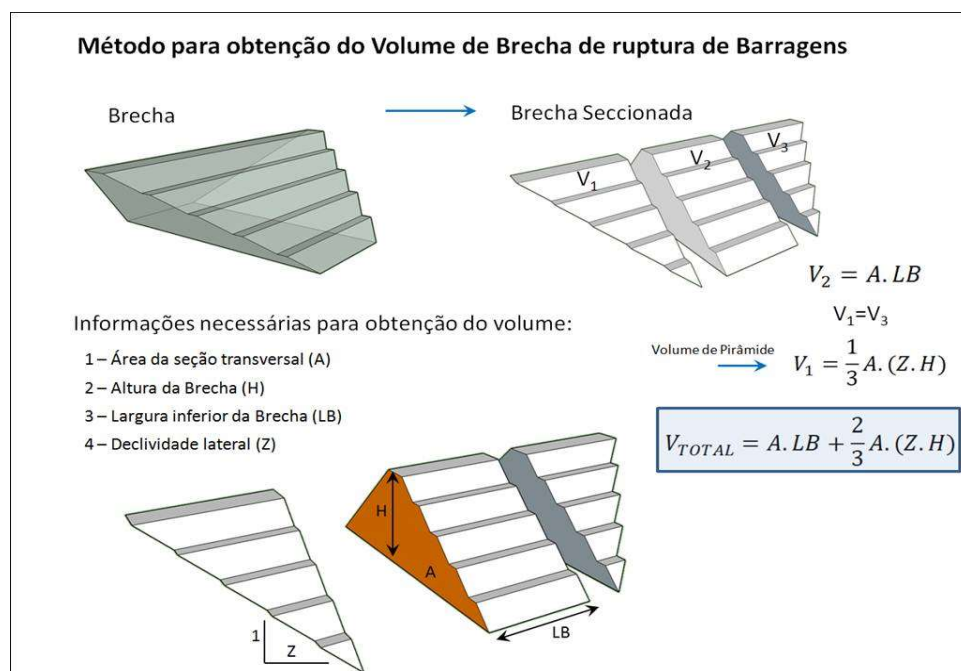 Método para obtenção do Volume de Brecha de ruptura de Barragens
Brecha
Brecha Seccionada
V₁
V₂
V₃
V₂ = A.LB
V₁=V₃
Informações necessárias para obtenção do volume:
1 – Área da seção transversal (A)
2 – Altura da Brecha (H)
3 – Largura inferior da Brecha (LB)
4 – Declividade lateral (Z)
Volume de Pirâmide
V₁ = 1/3 A.(Z.H)
V_TOTAL = A.LB + 2/3 A.(Z.H)
H
A
LB
1
Z